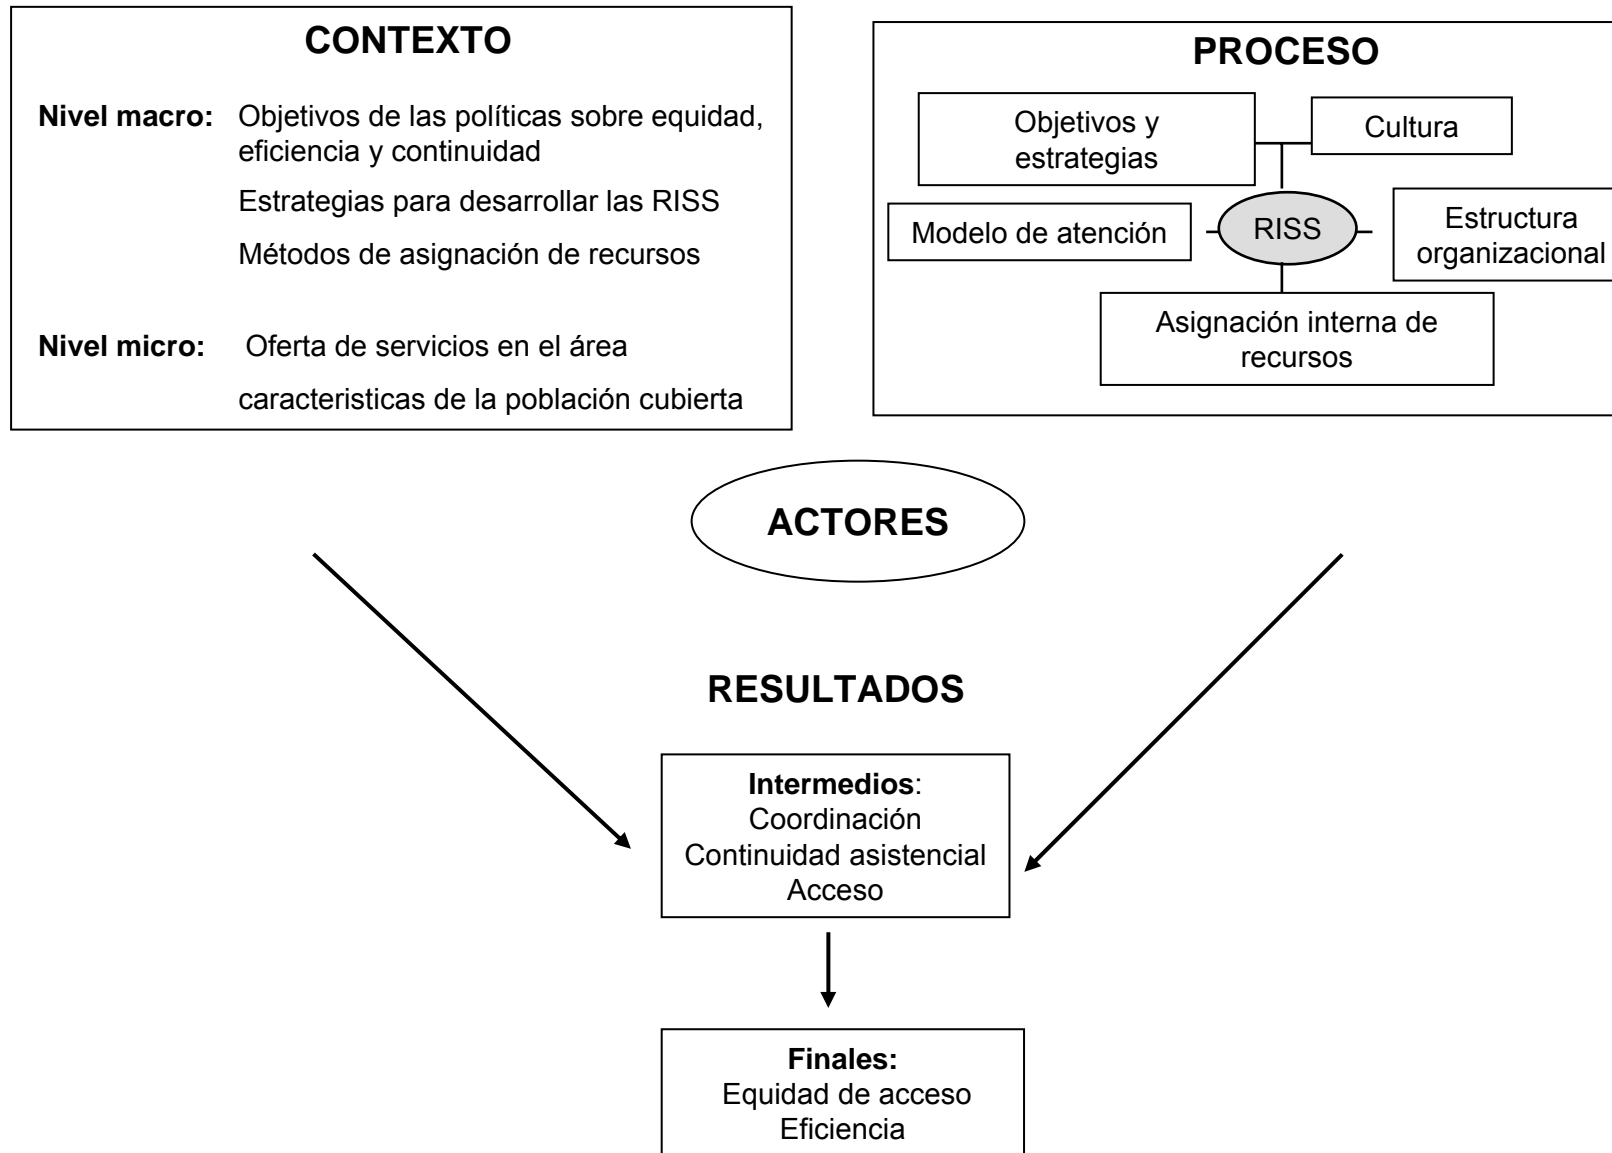 CONTEXTO
Nivel macro: Objetivos de las políticas sobre equidad,
eficiencia y continuidad
Estrategias para desarrollar las RISS
Métodos de asignación de recursos
Nivel micro: Oferta de servicios en el área
caracteristicas de la población cubierta
PROCESO
Objetivos y
estrategias
Cultura
Modelo de atención
RISS
Estructura
organizacional
Asignación interna de
recursos
ACTORES
RESULTADOS
Intermedios:
Coordinación
Continuidad asistencial
Acceso
Finales:
Equidad de acceso
Eficiencia